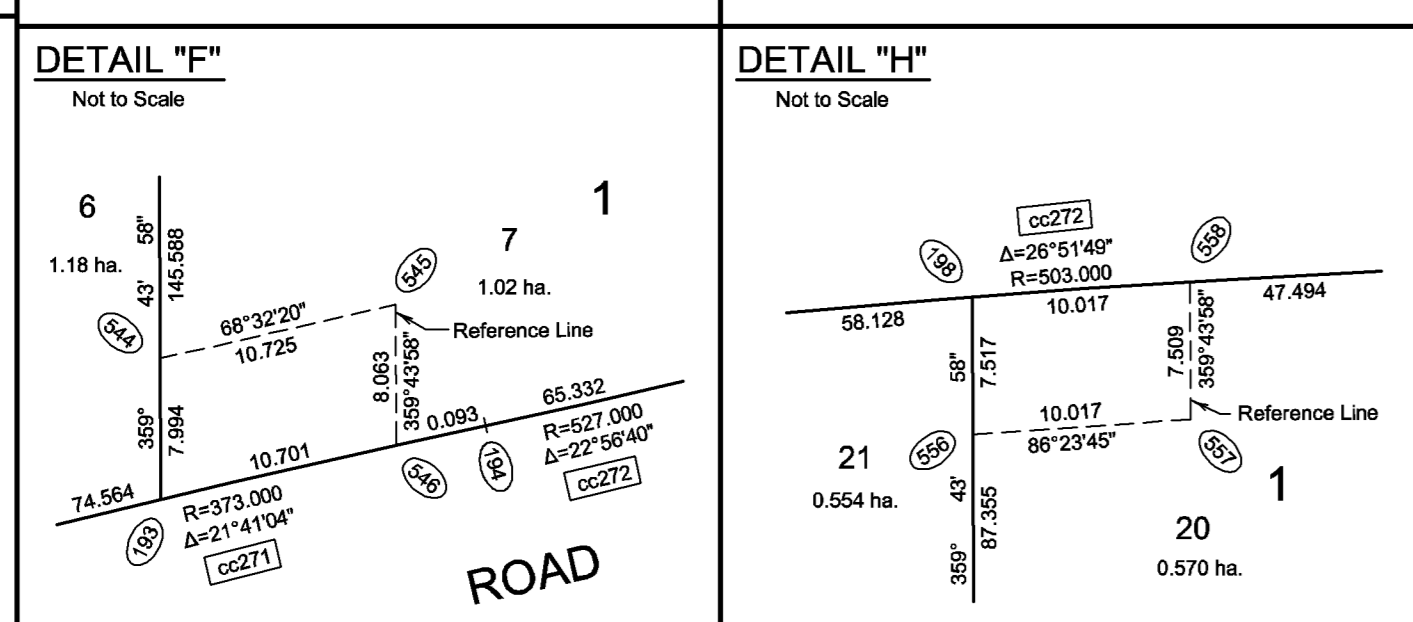 DETAIL "F"
Not to Scale
6
1.18 ha.
359° 43' 58"
145.588
7.994
544
68°32'20"
10.725
545
7
1.02 ha.
1
Reference Line
8.063
359°43'58"
74.564
10.701
0.093
65.332
193
R=373.000
Δ=21°41'04"
cc271
546
194
R=527.000
Δ=22°56'40"
cc272
ROAD
DETAIL "H"
Not to Scale
cc272
Δ=26°51'49"
R=503.000
198
558
58.128
10.017
47.494
359° 43' 58"
7.517
87.355
7.509
359°43'58"
Reference Line
10.017
86°23'45"
556
557
21
0.554 ha.
1
20
0.570 ha.